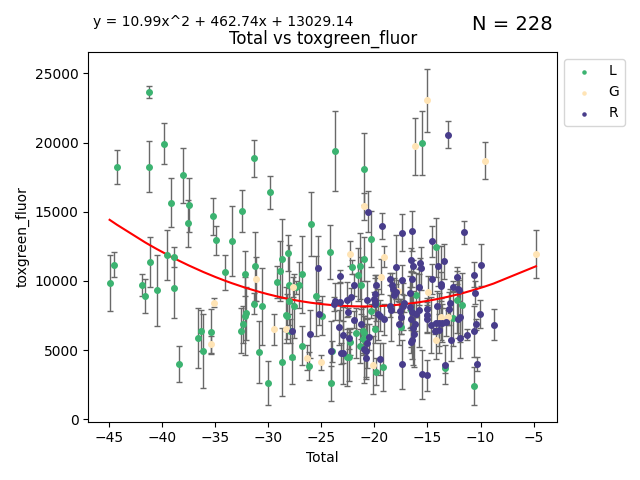 y = 10.99x^2 + 462.74x + 13029.14
N = 228
Total vs toxgreen_fluor
25000
20000
15000
10000
5000
0
toxgreen_fluor
−45 −40 −35 −30 −25 −20 −15 −10 −5
Total
L
G
R